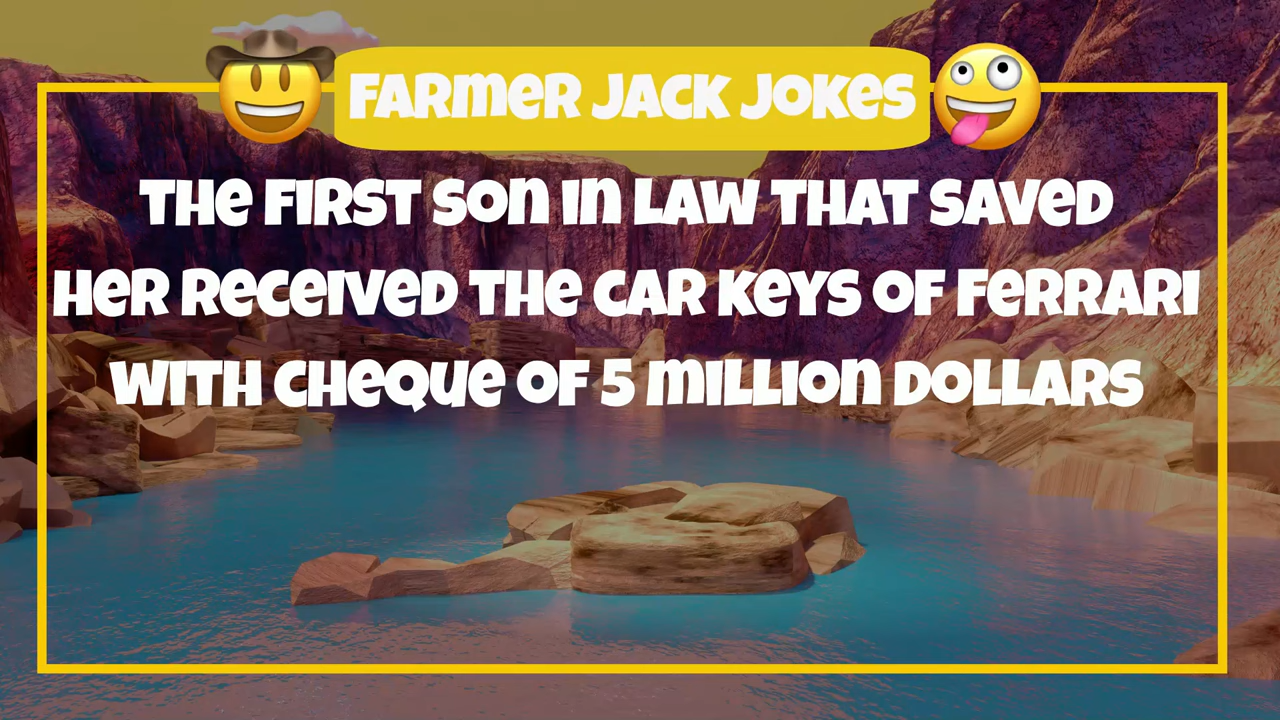 FARMER JACK JOKES
THE FIRST SON IN LAW THAT SAVED
HER RECEIVED THE CAR KEYS OF FERRARI
WITH CHEQUE OF 5 MILLION DOLLARS